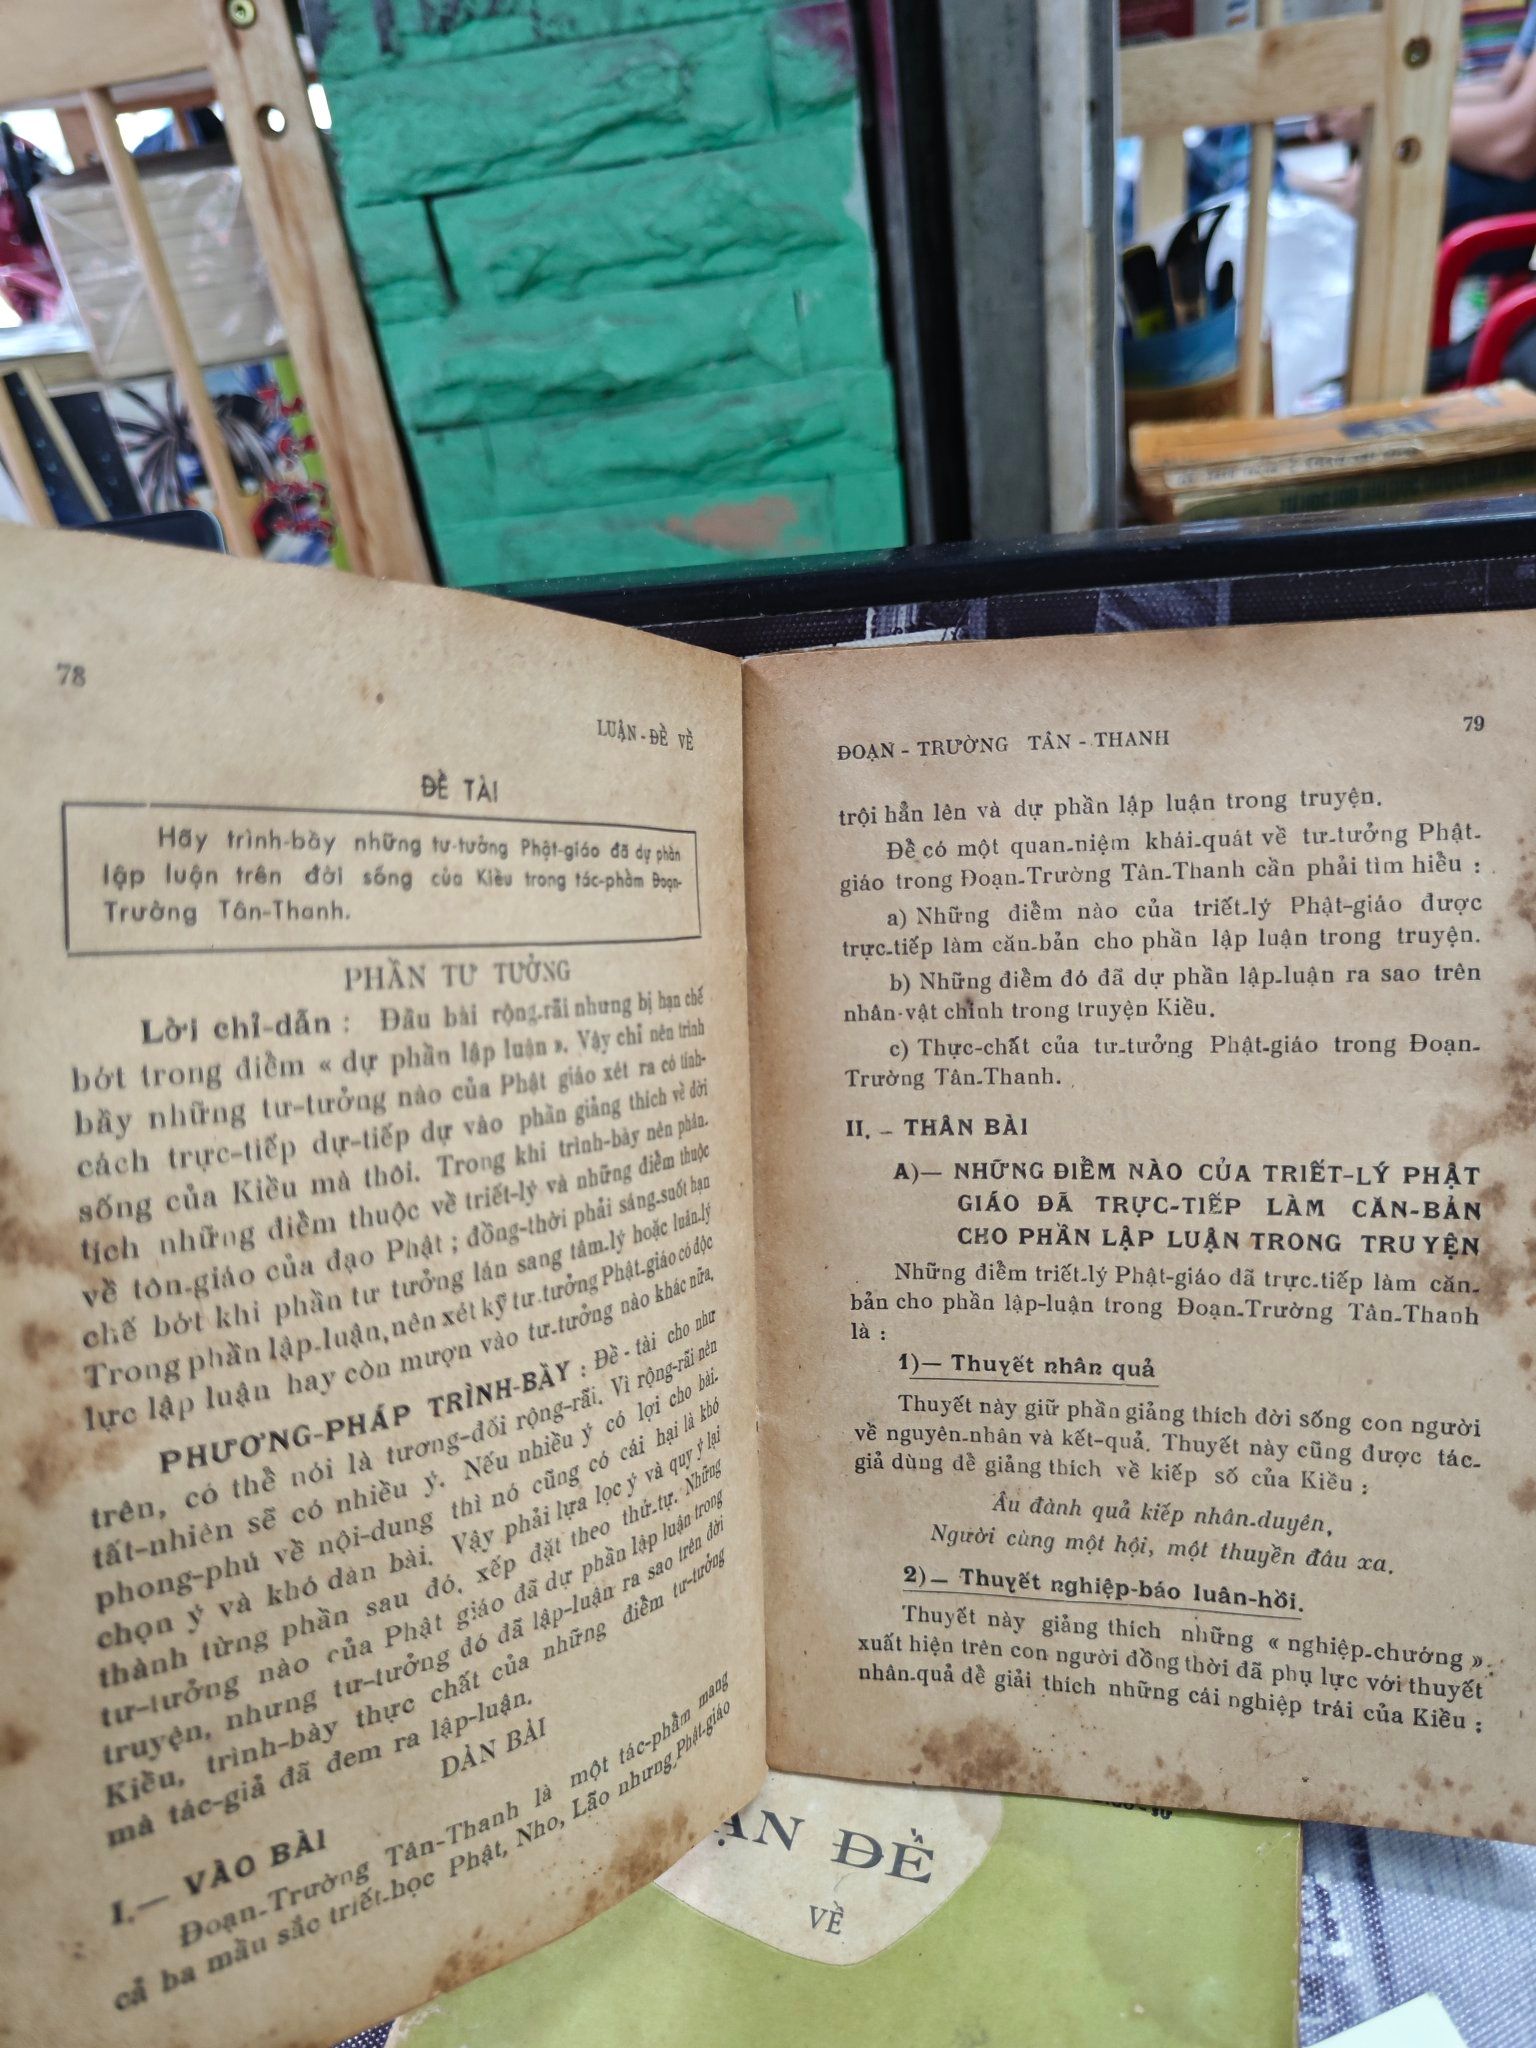 78
LUẬN-ĐỀ VỀ
ĐỀ TÀI
Hãy trình-bầy những tư-tưởng Phật-giáo đã dự phần
lập luận trên đời sống của Kiều trong tác-phẩm Đoạn-
Trường Tân-Thanh.
PHẦN TƯ TƯỞNG
Lời chỉ-dẫn : Đầu bài rộng-rãi nhưng bị hạn chế
bớt trong điểm « dự phần lập luận ». Vậy chỉ nên trình
bầy những tư-tưởng nào của Phật giáo xét ra có tính-
cách trực-tiếp dự-tiếp dự vào phần giảng thích về đời
sống của Kiều mà thôi. Trong khi trình-bày nên phân.
tích những điểm thuộc về triết-lý và những điểm thuộc
về tôn-giáo của đạo Phật ; đồng-thời phải sáng-suốt hạn
chế bớt khi phần tư tưởng lán sang tâm-lý hoặc luân-lý
Trong phần lập-luận, nên xét kỹ tư-tưởng Phật-giáo có độc
lực lập luận hay còn mượn vào tư-tưởng nào khác nữa.
PHƯƠNG-PHÁP TRÌNH-BẦY : Đề-tài cho như
trên, có thể nói là tương-đối rộng-rãi. Vì rộng-rãi nên
tất-nhiên sẽ có nhiều ý. Nếu nhiều ý có lợi cho bài.
phong-phú về nội-dung thì nó cũng có cái hại là khó
chọn ý và khó dàn bài. Vậy phải lựa lọc ý và quy ý lại
thành từng phần sau đó, xếp đặt theo thứ-tự. Những
tư-tưởng nào của Phật giáo đã dự phần lập luận trong
truyện, nhưng tư-tưởng đó đã lập-luận ra sao trên đời
Kiều, trình-bày thực chất của những điểm tư-tưởng
mà tác-giả đã đem ra lập-luận.
DÀN BÀI
I.— VÀO BÀI
Đoạn-Trường Tân-Thanh là một tác-phẩm mang
cả ba mầu sắc triết-học Phật, Nho, Lão nhưng Phật-giáo
79
ĐOẠN-TRƯỜNG TÂN-THANH
trội hẳn lên và dự phần lập luận trong truyện.
Để có một quan-niệm khái-quát về tư-tưởng Phật-
giáo trong Đoạn-Trường Tân-Thanh cần phải tìm hiểu :
a) Những điểm nào của triết-lý Phật-giáo được
trực-tiếp làm căn-bản cho phần lập luận trong truyện.
b) Những điểm đó đã dự phần lập-luận ra sao trên
nhân-vật chính trong truyện Kiều.
c) Thực-chất của tư-tưởng Phật-giáo trong Đoạn-
Trường Tân-Thanh.
II. – THÂN BÀI
A)— NHỮNG ĐIỂM NÀO CỦA TRIẾT-LÝ PHẬT
GIÁO ĐÃ TRỰC-TIẾP LÀM CĂN-BẢN
CHO PHẦN LẬP LUẬN TRONG TRUYỆN
Những điểm triết-lý Phật-giáo đã trực-tiếp làm căn-
bản cho phần lập-luận trong Đoạn-Trường Tân-Thanh
là :
1)— Thuyết nhân quả
Thuyết này giữ phần giảng thích đời sống con người
về nguyên-nhân và kết-quả. Thuyết này cũng được tác-
giả dùng để giảng thích về kiếp số của Kiều :
Âu đành quả kiếp nhân-duyên,
Người cùng một hội, một thuyền đâu xa.
2)— Thuyết nghiệp-báo luân-hồi.
Thuyết này giảng thích những « nghiệp-chướng »
xuất hiện trên con người đồng thời đã phụ lực với thuyết
nhân-quả để giải thích những cái nghiệp trái của Kiều :
ẬN ĐỀ
VỀ